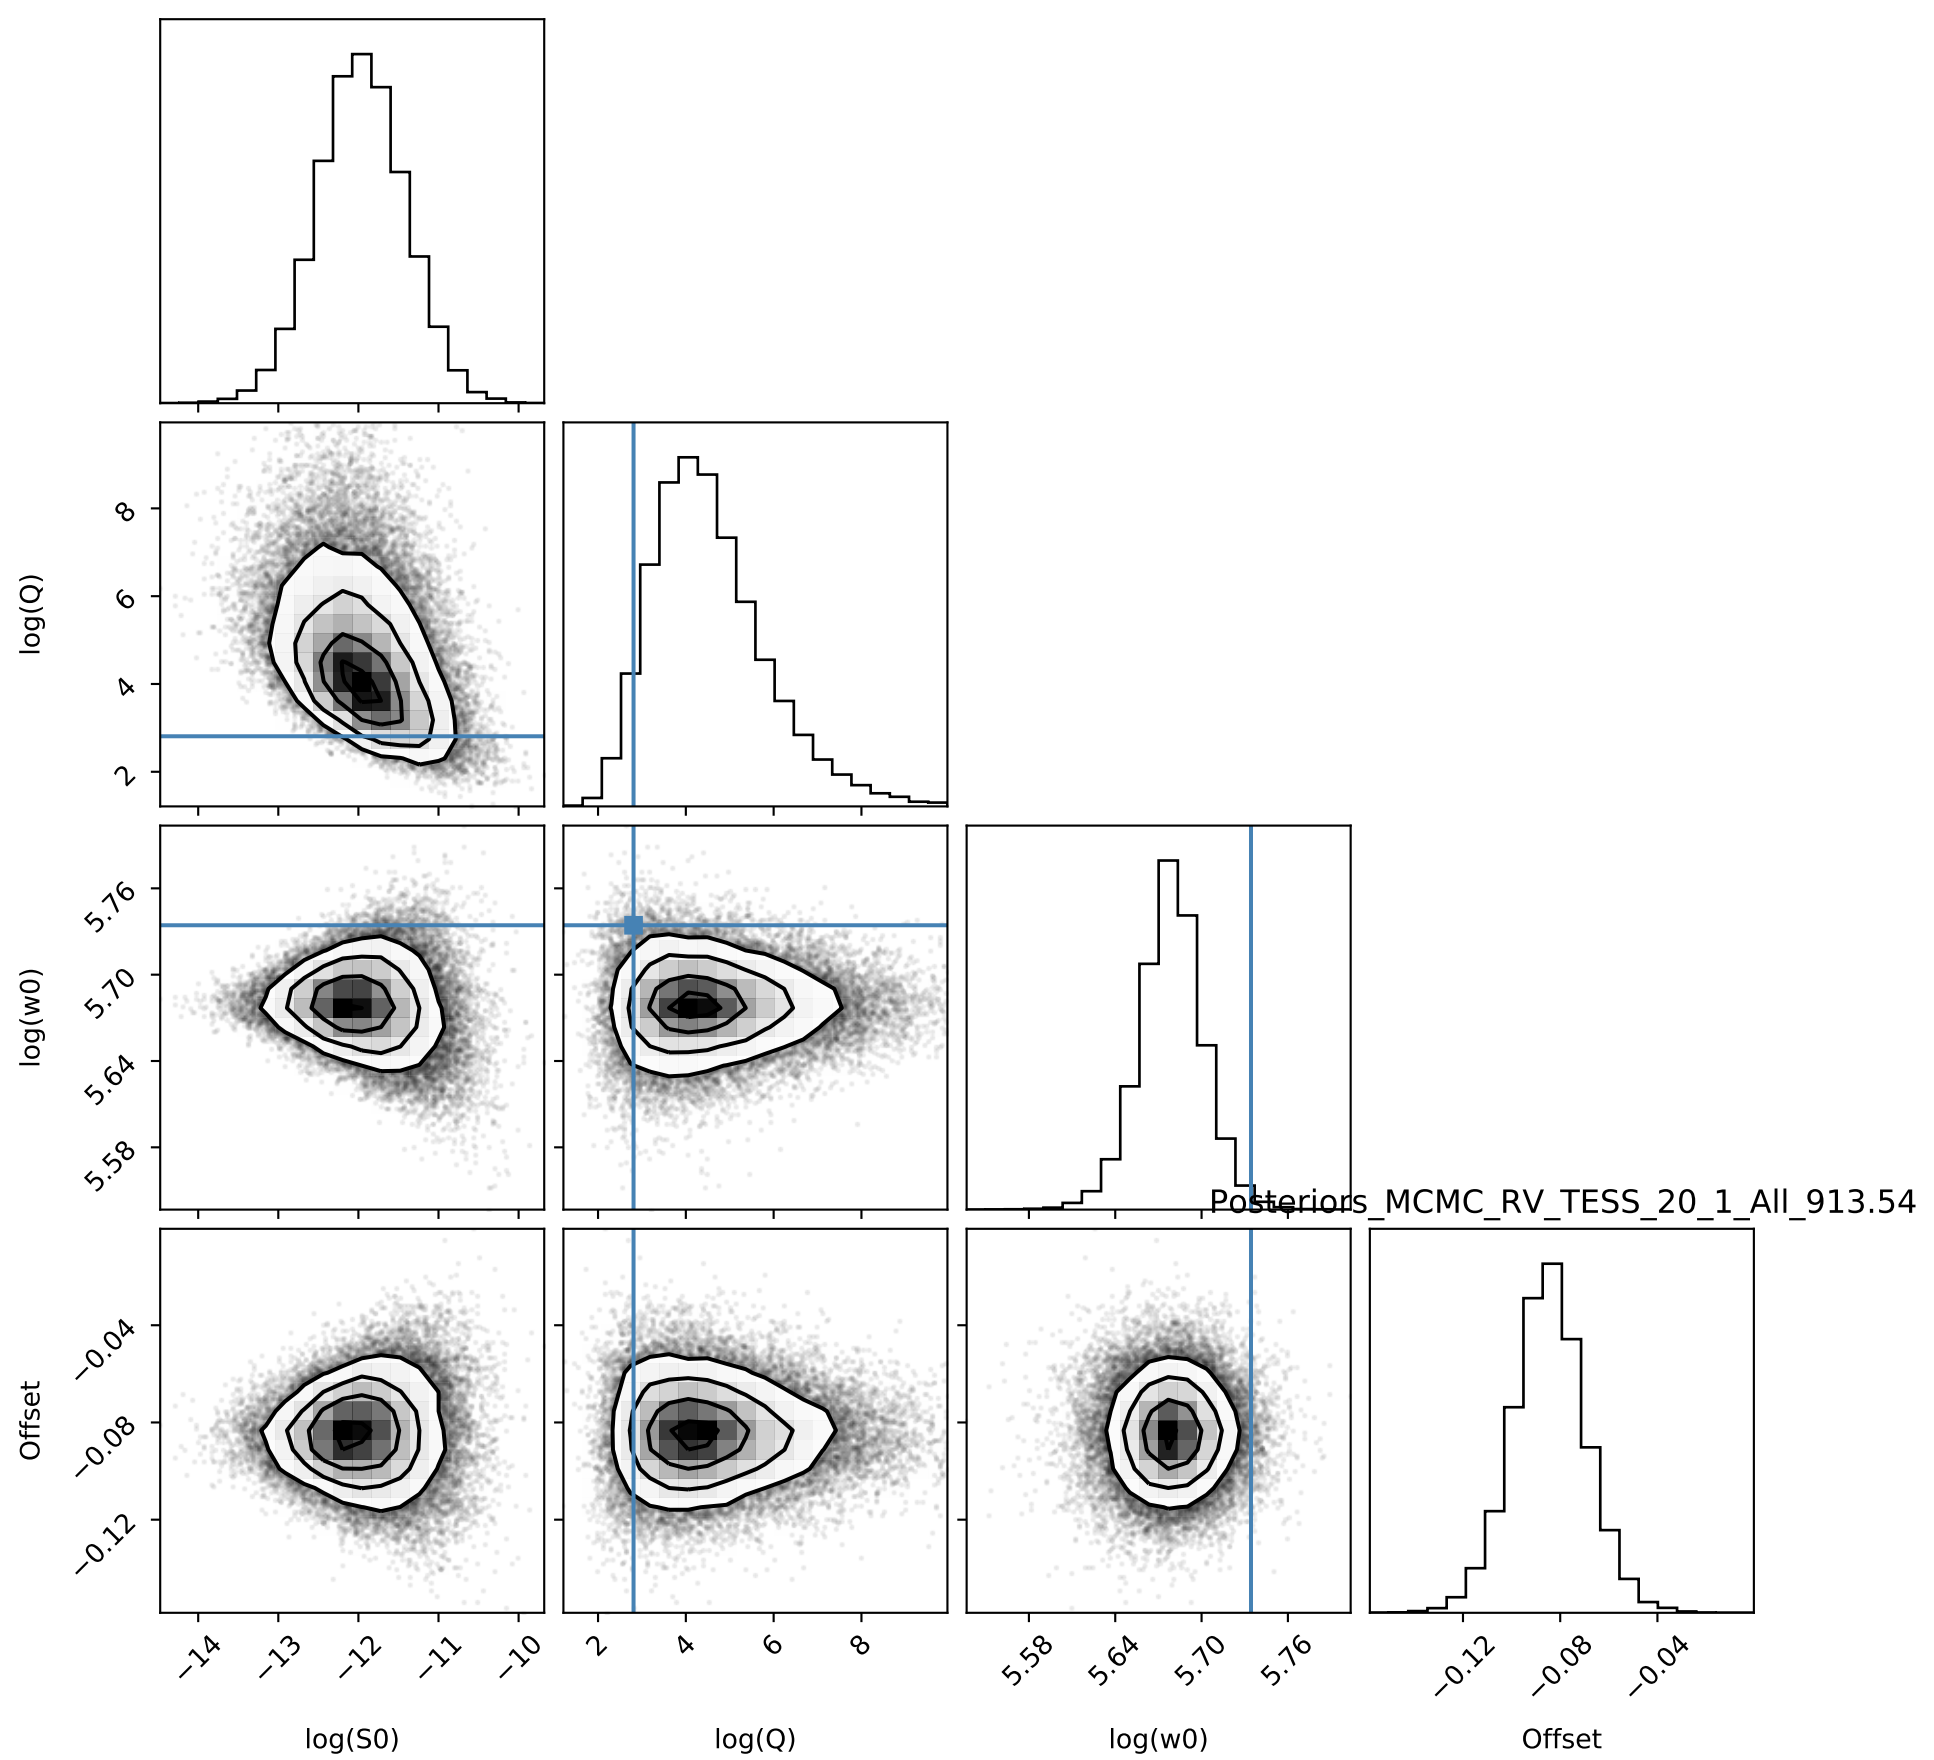 8
6
4
2
log(Q)
5.76
5.70
5.64
5.58
log(w0)
Posteriors_MCMC_RV_TESS_20_1_All_913.54
−0.04
−0.08
−0.12
Offset
−14 −13 −12 −11 −10 2 4 6 8 5.58 5.64 5.70 5.76 −0.12 −0.08 −0.04
log(S0) log(Q) log(w0) Offset